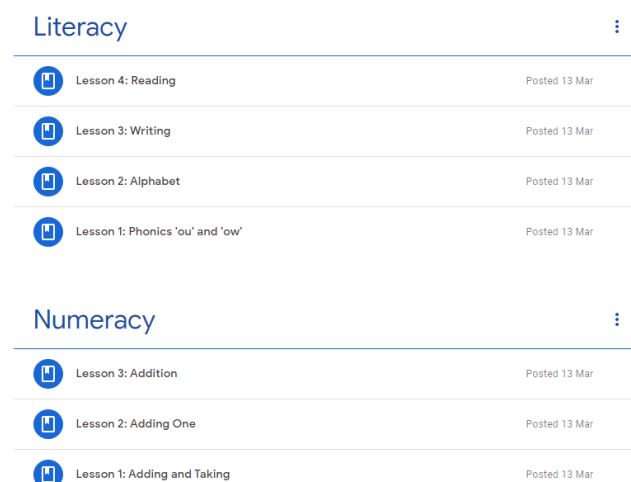 Literacy
Lesson 4: Reading Posted 13 Mar
Lesson 3: Writing Posted 13 Mar
Lesson 2: Alphabet Posted 13 Mar
Lesson 1: Phonics 'ou' and 'ow' Posted 13 Mar
Numeracy
Lesson 3: Addition Posted 13 Mar
Lesson 2: Adding One Posted 13 Mar
Lesson 1: Adding and Taking Posted 13 Mar